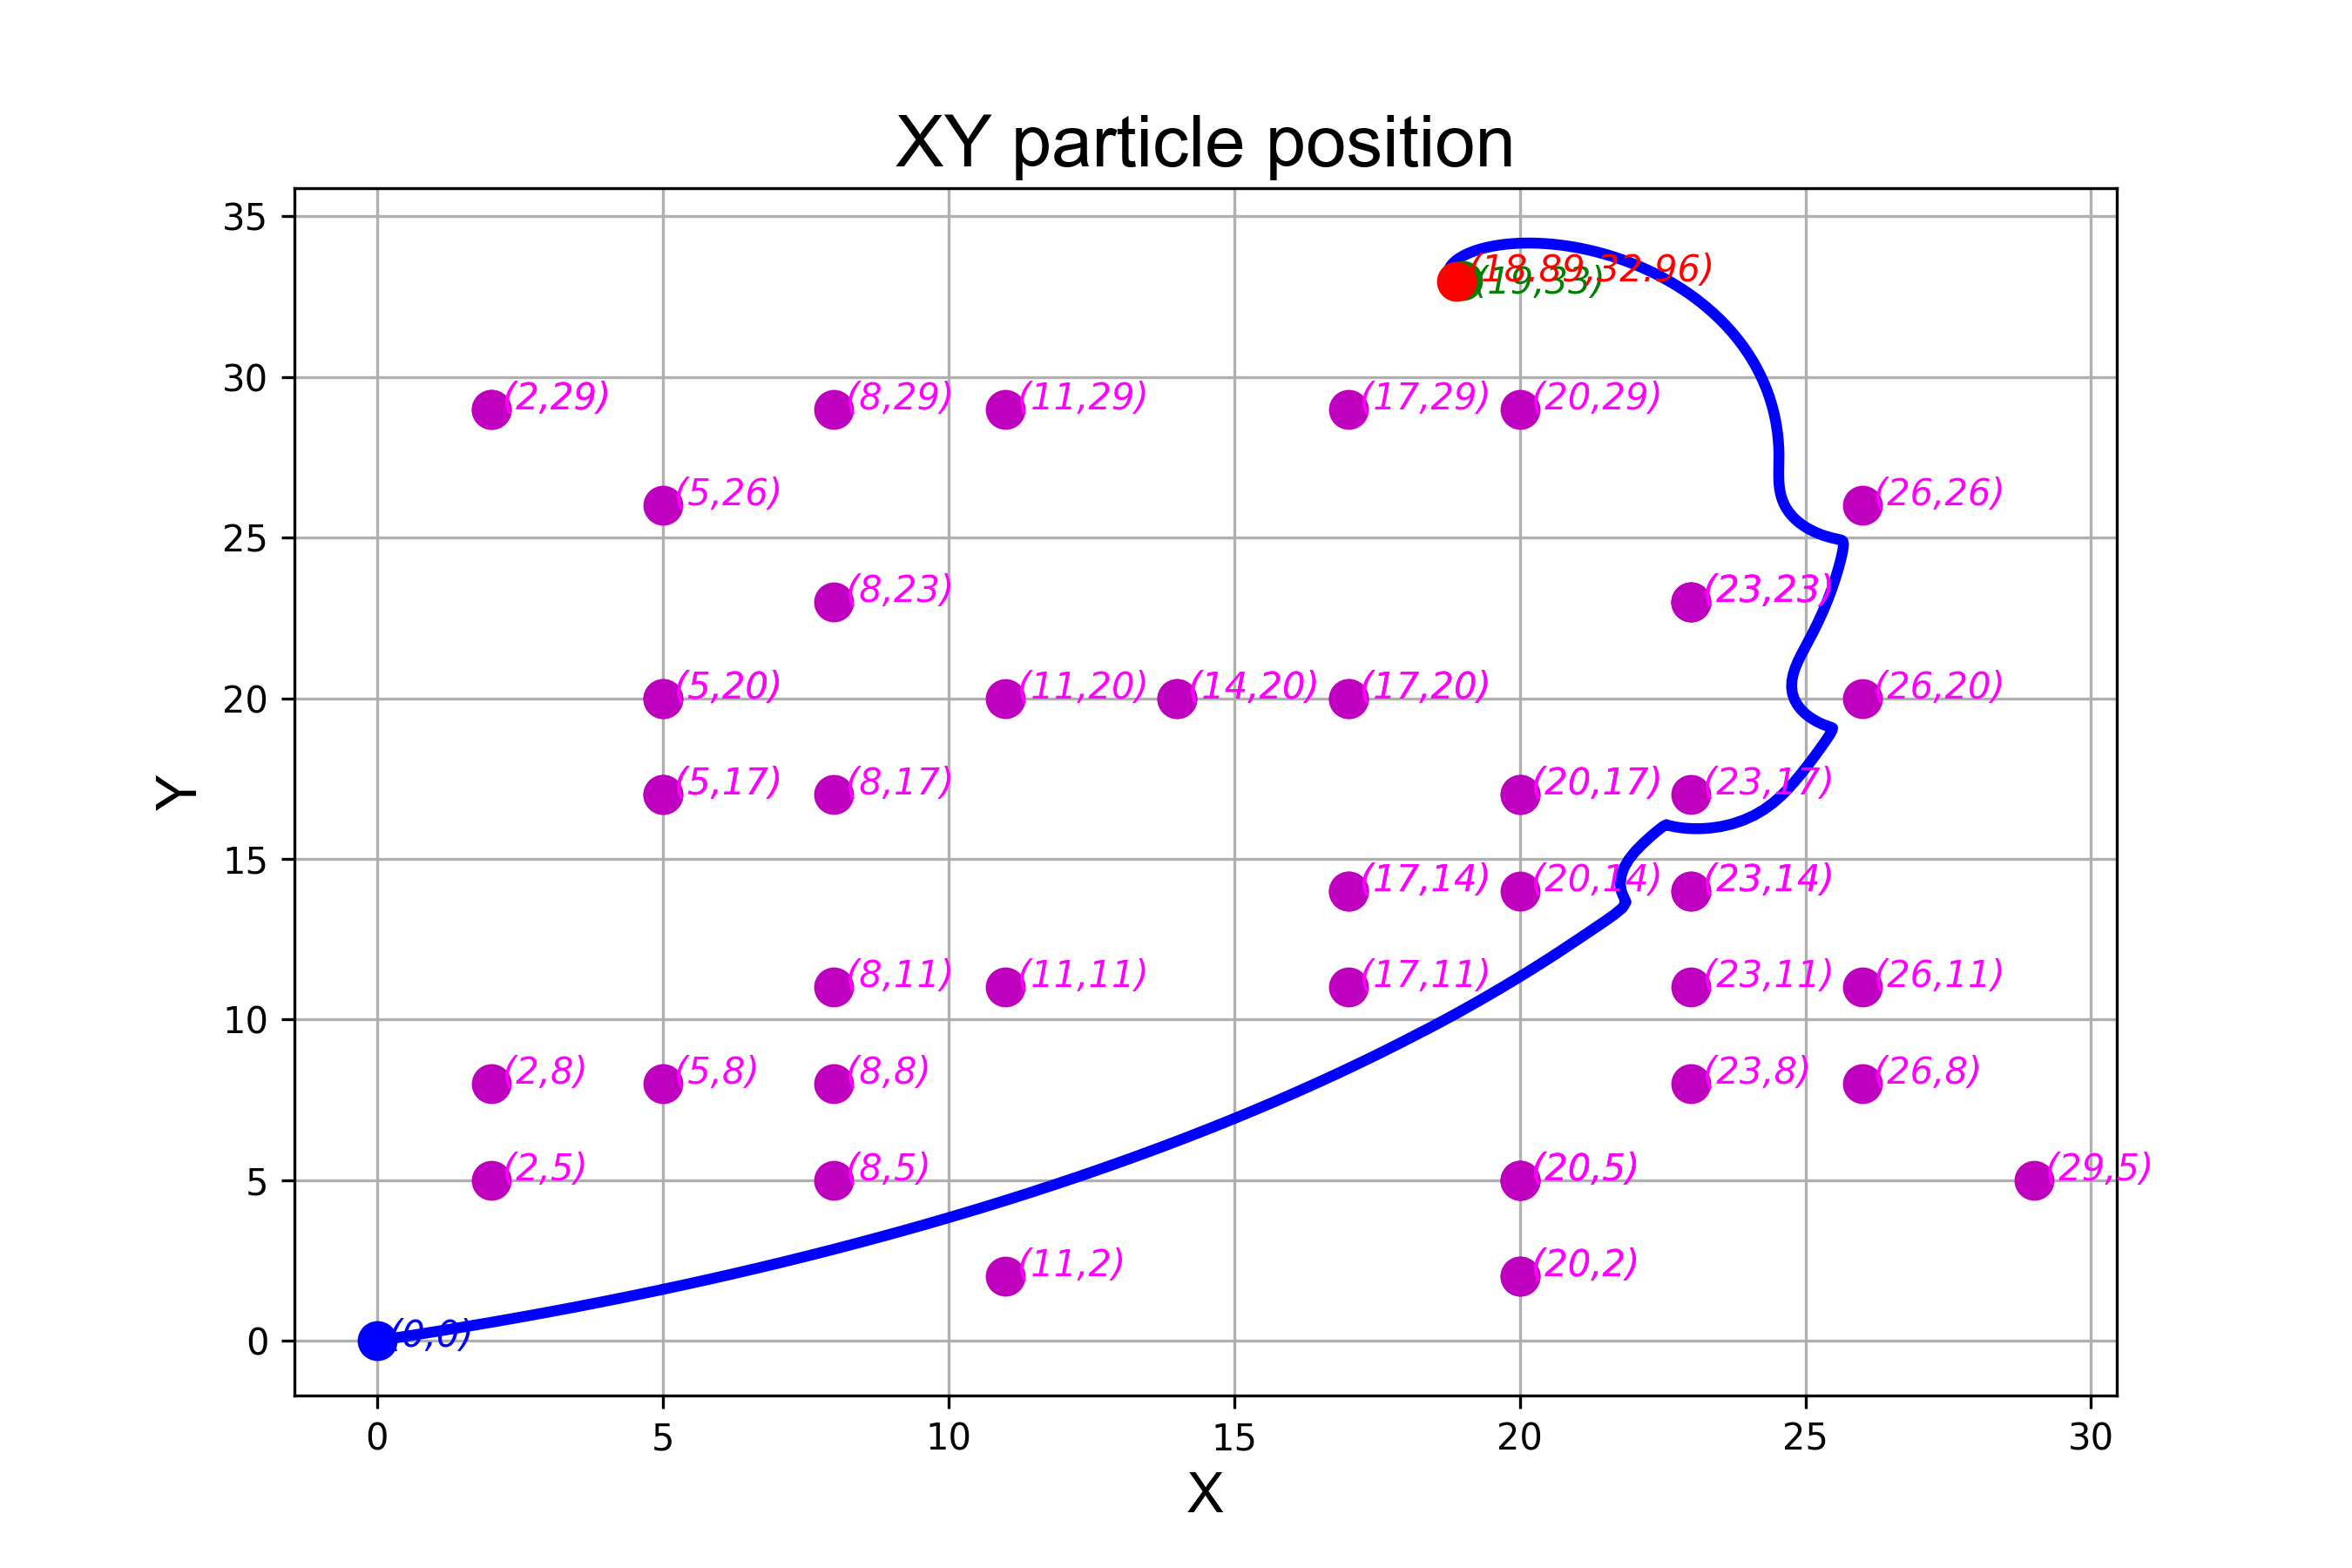 XY particle position
35
(18.89,32.96)
(19,33)
30
(2,29) (8,29) (11,29) (17,29) (20,29)
(5,26) (26,26)
25
(8,23) (23,23)
20
(5,20) (11,20) (14,20) (17,20) (26,20)
(5,17) (8,17) (20,17) (23,17)
Y
15
(17,14) (20,14) (23,14)
(8,11) (11,11) (17,11) (23,11) (26,11)
10
(2,8) (5,8) (8,8) (23,8) (26,8)
5
(2,5) (8,5) (20,5) (29,5)
(11,2) (20,2)
0
(0,0)
0 5 10 15 20 25 30
X